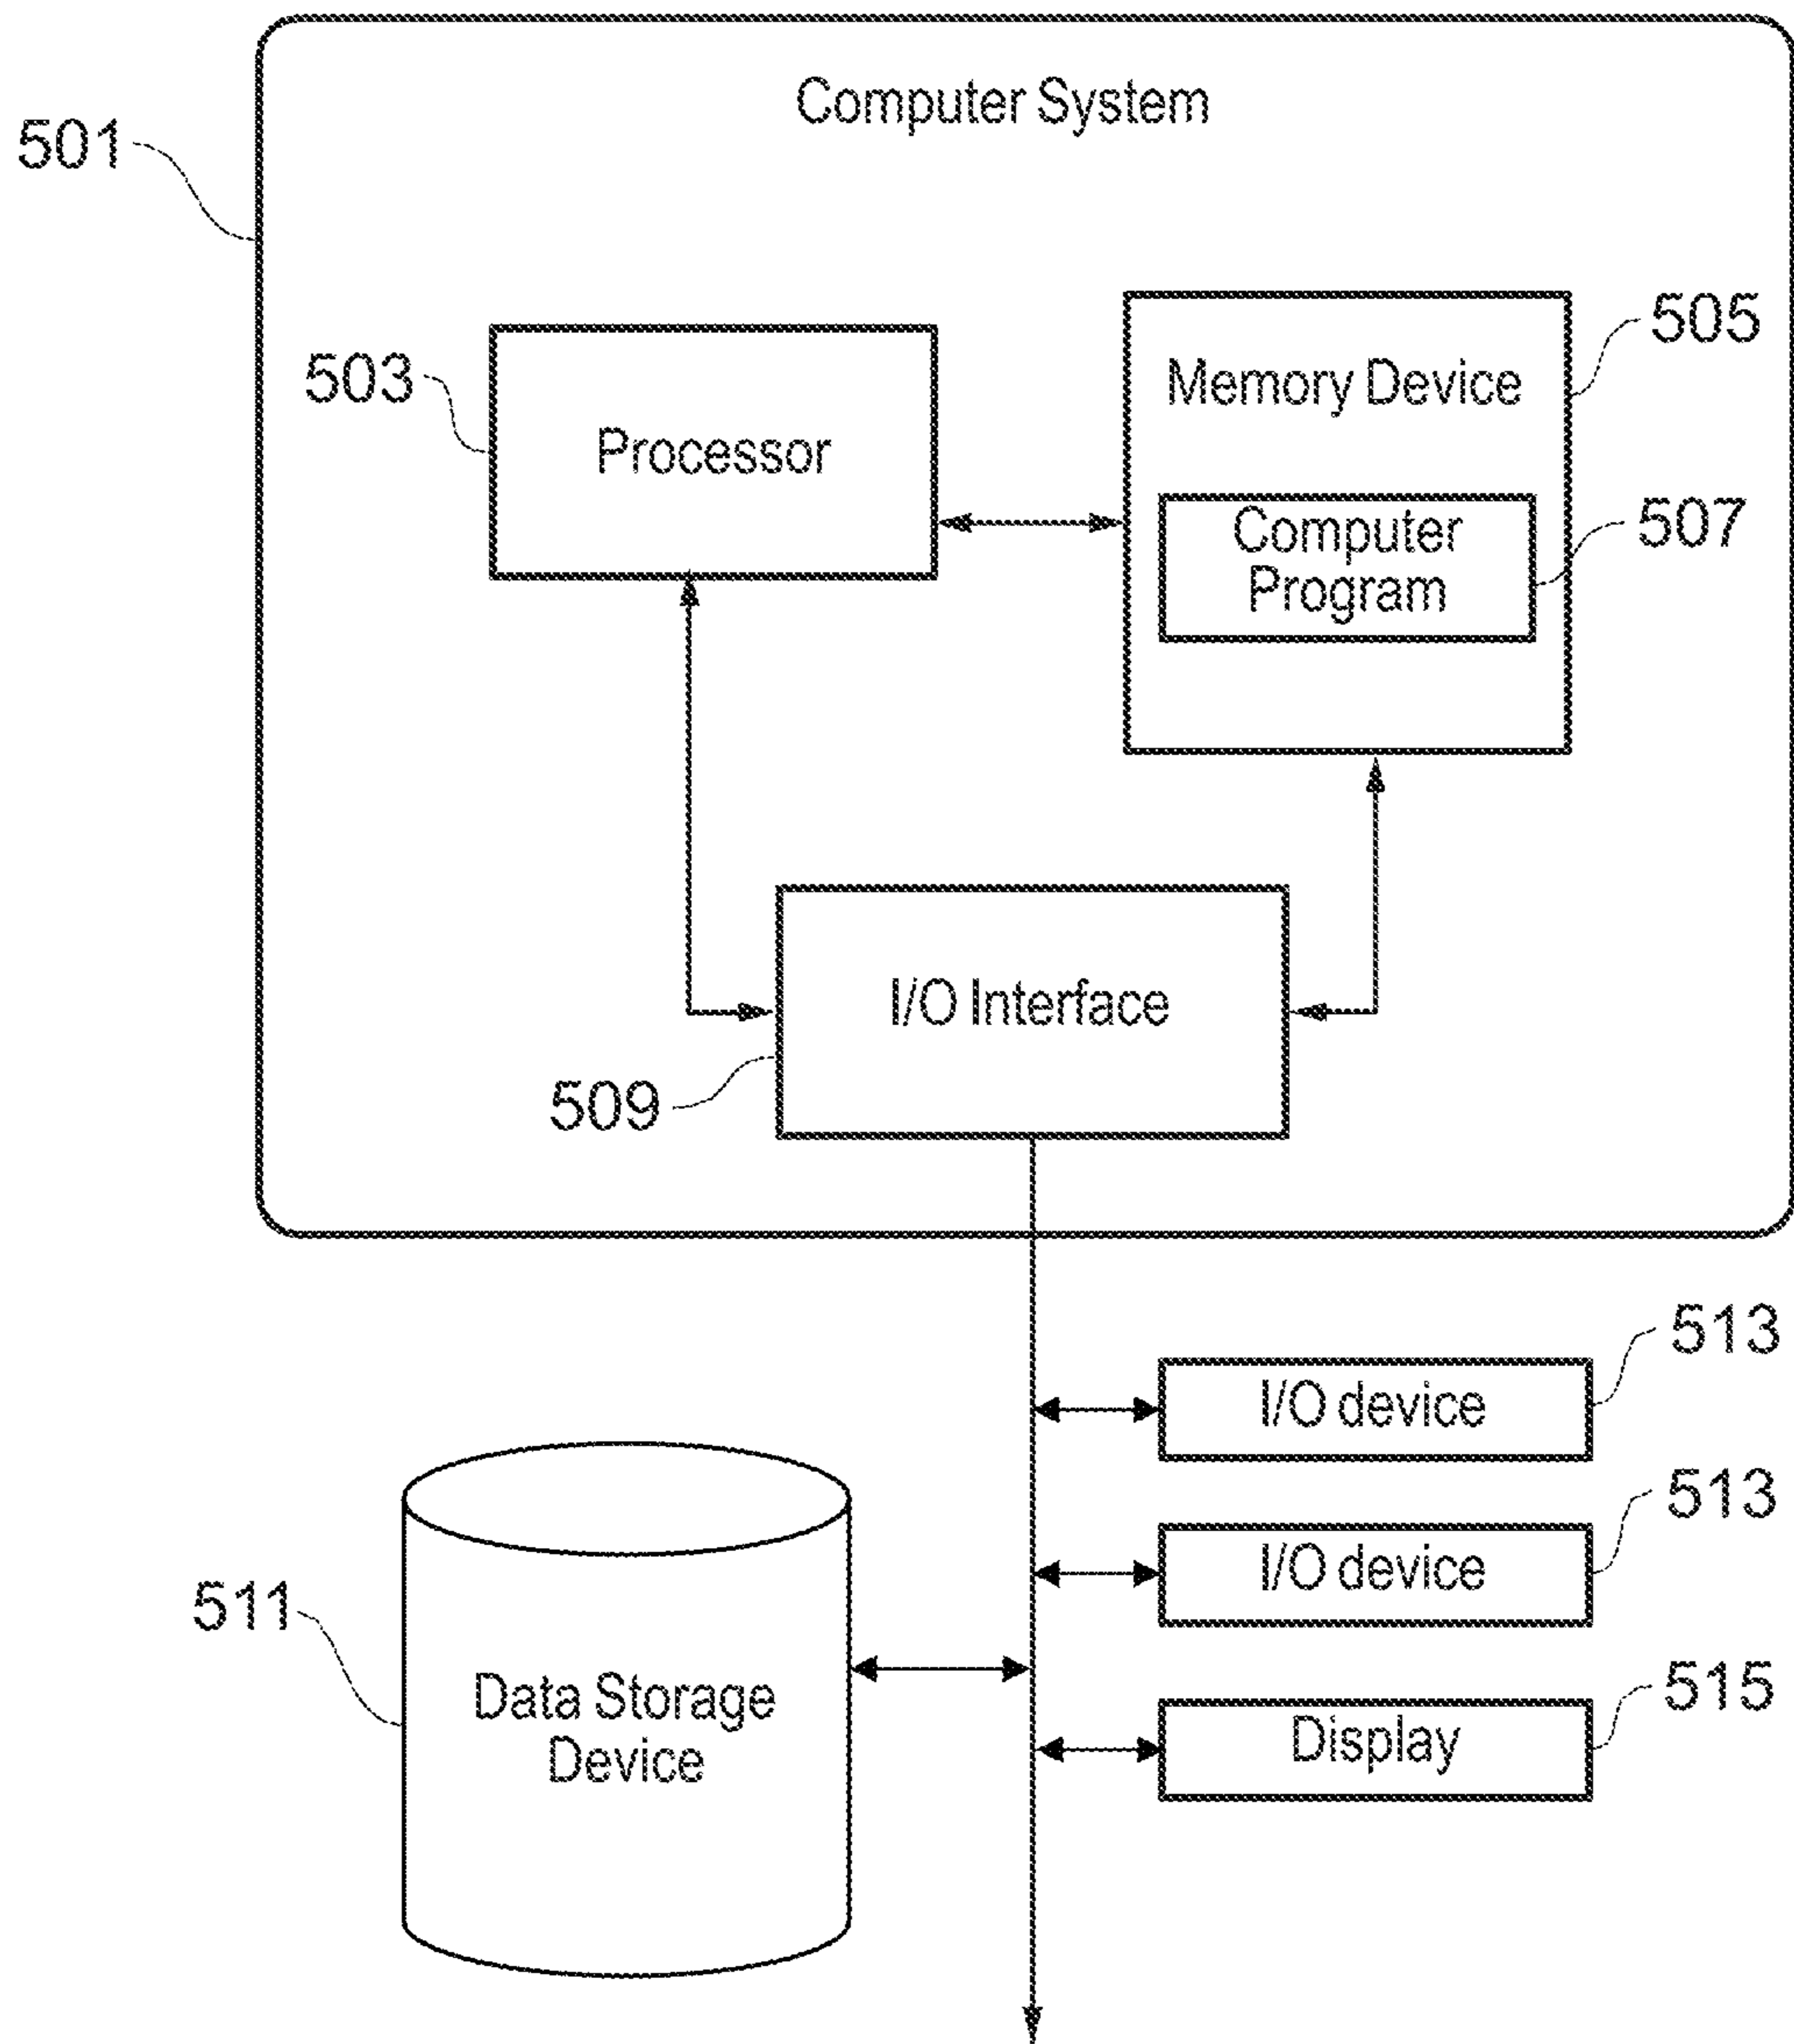 Computer System
501
505
503
Memory Device
Processor
507
Computer
Program
I/O Interface
509
513
I/O device
513
I/O device
511
515
Data Storage
Device
Display